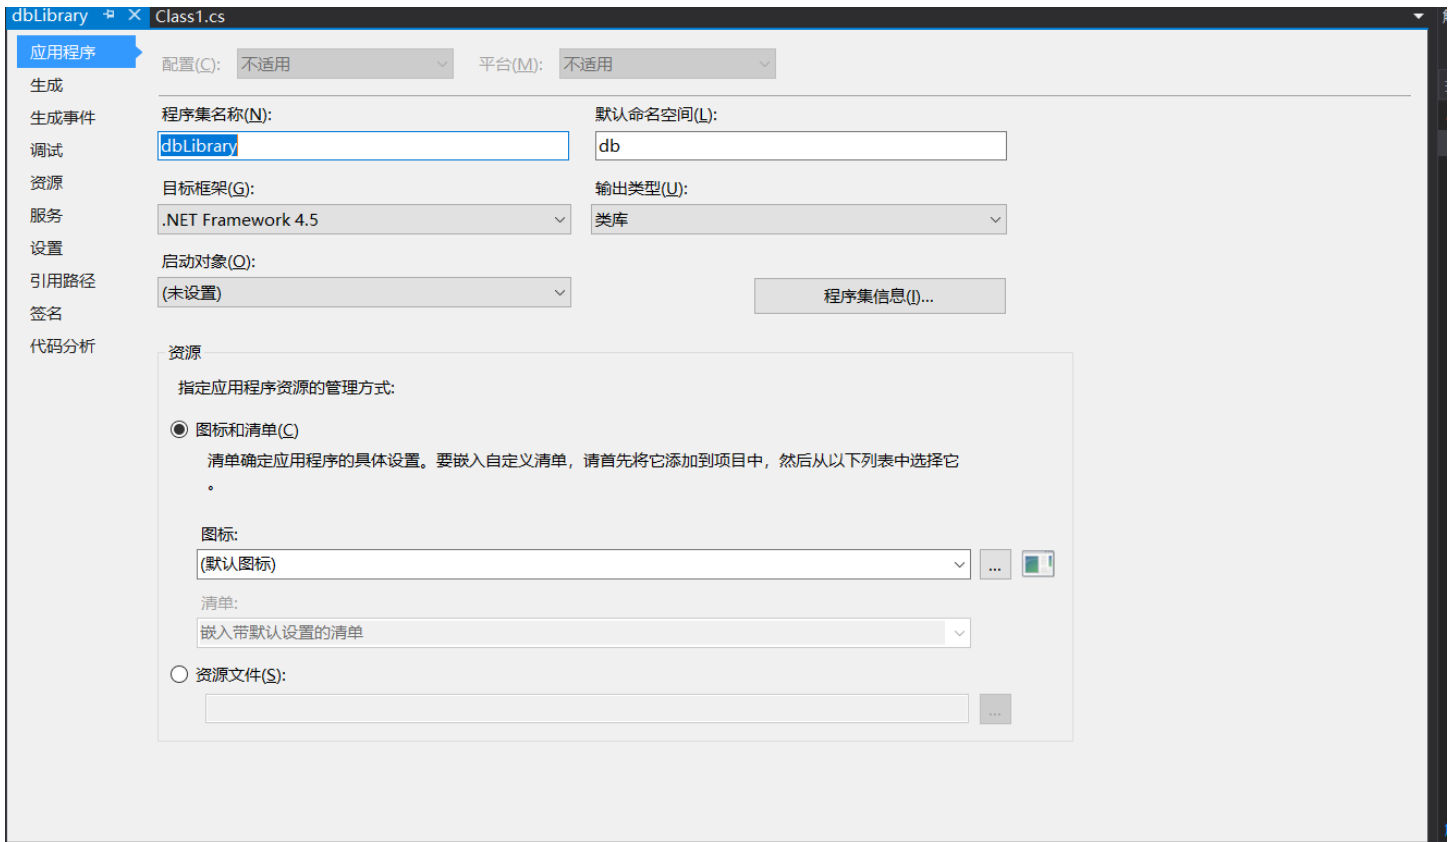 dbLibrary
Class1.cs
应用程序
生成
生成事件
调试
资源
服务
设置
引用路径
签名
代码分析
配置(C): 不适用 平台(M): 不适用
程序集名称(N): 默认命名空间(L):
dbLibrary db
目标框架(G): 输出类型(U):
.NET Framework 4.5 类库
启动对象(O):
(未设置) 程序集信息(I)...
资源
指定应用程序资源的管理方式:
图标和清单(C)
清单确定应用程序的具体设置。要嵌入自定义清单，请首先将它添加到项目中，然后从以下列表中选择它
。
图标:
(默认图标) ...
清单:
嵌入带默认设置的清单
资源文件(S):
...